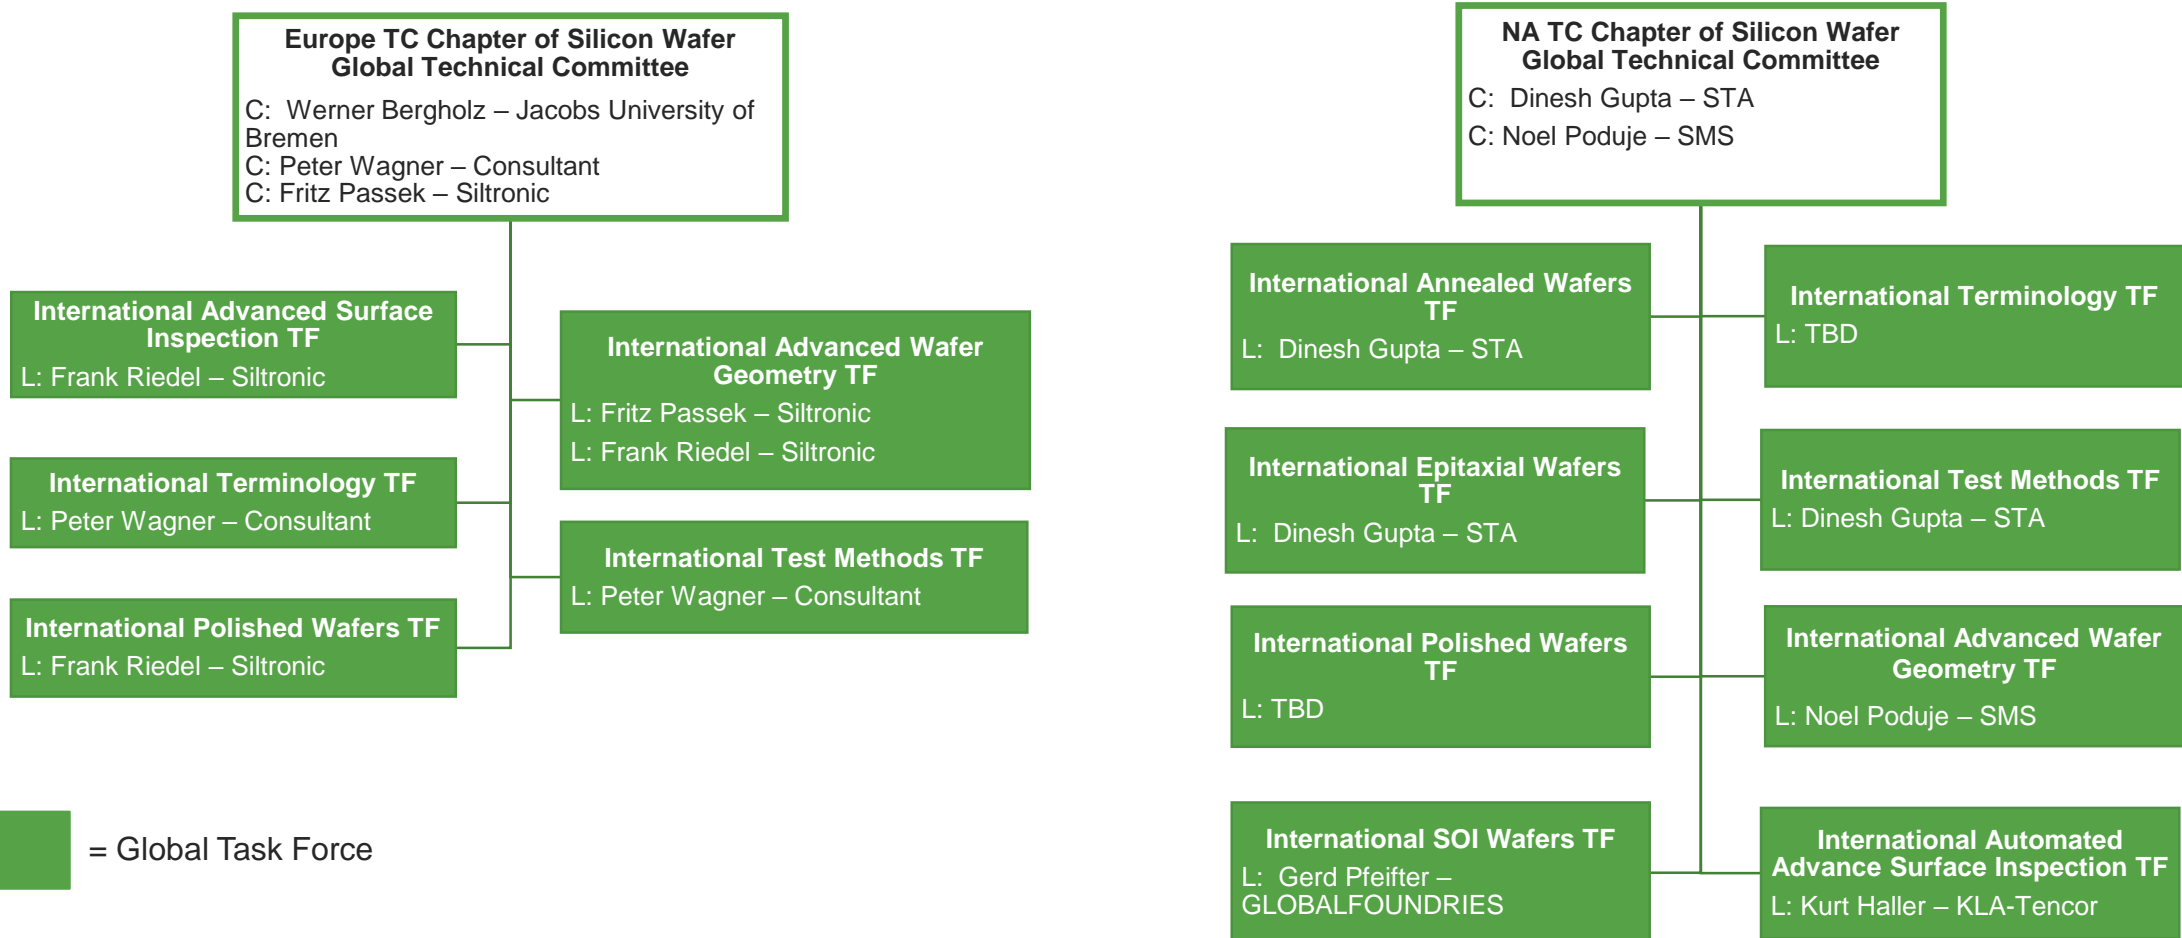 Europe TC Chapter of Silicon Wafer
Global Technical Committee
C:  Werner Bergholz – Jacobs University of
Bremen
C: Peter Wagner – Consultant
C: Fritz Passek – Siltronic
International Advanced Surface
Inspection TF
L: Frank Riedel – Siltronic
International Advanced Wafer
Geometry TF
L: Fritz Passek – Siltronic
L: Frank Riedel – Siltronic
International Terminology TF
L: Peter Wagner – Consultant
International Test Methods TF
L: Peter Wagner – Consultant
International Polished Wafers TF
L: Frank Riedel – Siltronic
= Global Task Force
NA TC Chapter of Silicon Wafer
Global Technical Committee
C:  Dinesh Gupta – STA
C: Noel Poduje – SMS
International Annealed Wafers
TF
L:  Dinesh Gupta – STA
International Terminology TF
L: TBD
International Epitaxial Wafers
TF
L:  Dinesh Gupta – STA
International Test Methods TF
L: Dinesh Gupta – STA
International Polished Wafers
TF
L: TBD
International Advanced Wafer
Geometry TF
L: Noel Poduje – SMS
International SOI Wafers TF
L:  Gerd Pfeifter –
GLOBALFOUNDRIES
International Automated
Advance Surface Inspection TF
L: Kurt Haller – KLA-Tencor